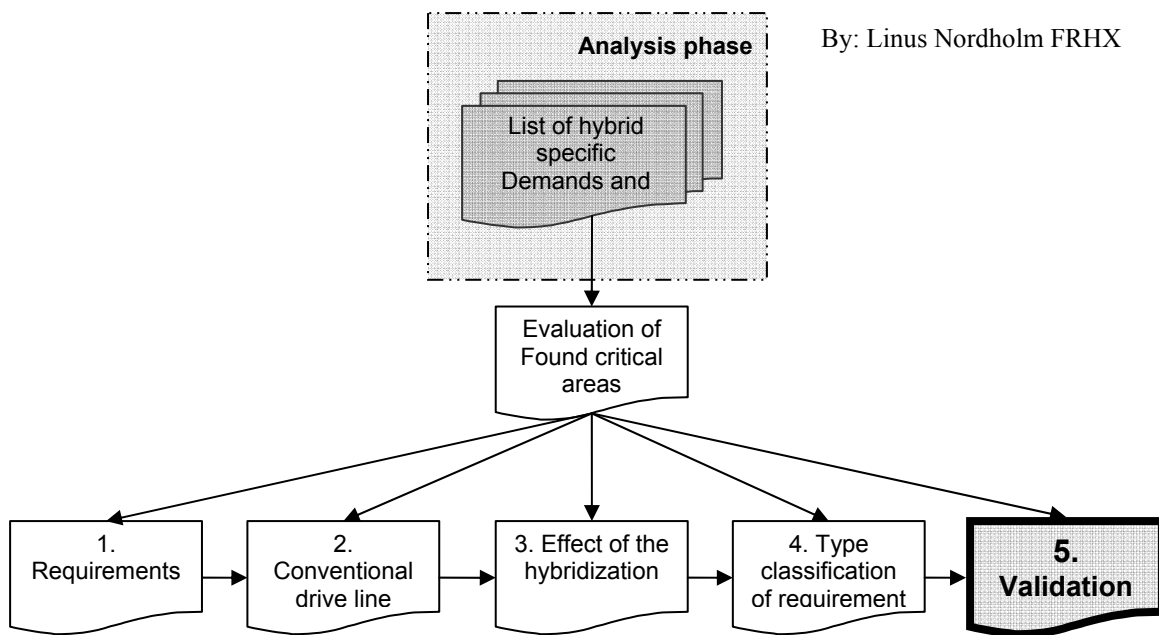 Analysis phase
By: Linus Nordholm FRHX
List of hybrid
specific
Demands and
Evaluation of
Found critical
areas
1.
Requirements
2.
Conventional
drive line
3. Effect of the
hybridization
4. Type
classification
of requirement
5.
Validation